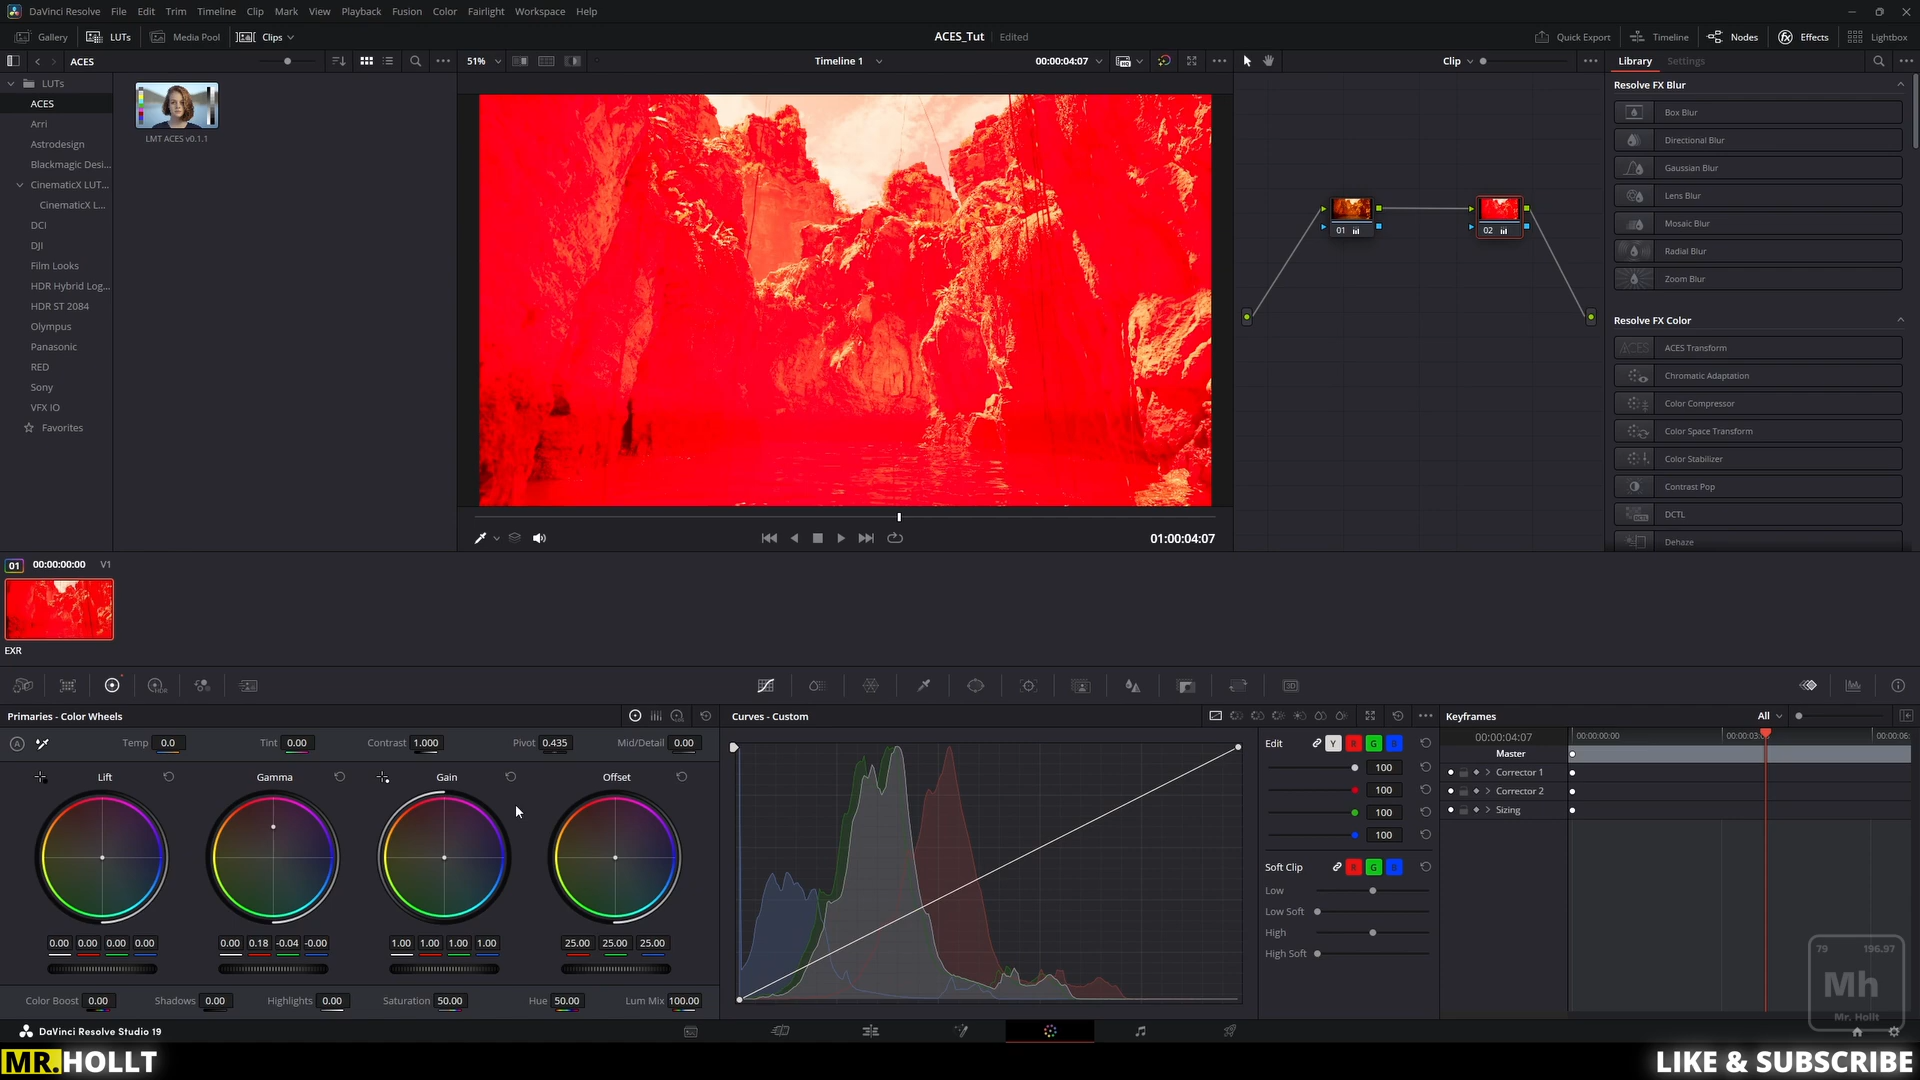 DaVinci Resolve File Edit Trim Timeline Clip Mark View Playback Fusion Color Fairlight Workspace Help
Gallery LUTs Media Pool Clips ACES_Tut Edited Quick Export Timeline Nodes Effects Lightbox
ACES 51% Timeline 1 00:00:04:07 Clip Library Settings
LUTs
ACES
Arri
Astrodesign
Blackmagic Desi...
CinematicX LUT...
CinematicX L...
DCI
DJI
Film Looks
HDR Hybrid Log...
HDR ST 2084
Olympus
Panasonic
RED
Sony
VFX IO
Favorites
LMT ACES v0.1.1
01:00:04:07
01
02
Resolve FX Blur
Box Blur
Directional Blur
Gaussian Blur
Lens Blur
Mosaic Blur
Radial Blur
Zoom Blur
Resolve FX Color
ACES Transform
Chromatic Adaptation
Color Compressor
Color Space Transform
Color Stabilizer
Contrast Pop
DCTL
Dehaze
01 00:00:00:00 V1
EXR
Primaries - Color Wheels
Temp 0.0 Tint 0.00 Contrast 1.000 Pivot 0.435 Mid/Detail 0.00
Lift Gamma Gain Offset
0.00 0.00 0.00 0.00 0.00 0.18 -0.04 -0.00 1.00 1.00 1.00 1.00 25.00 25.00 25.00
Color Boost 0.00 Shadows 0.00 Highlights 0.00 Saturation 50.00 Hue 50.00 Lum Mix 100.00
Curves - Custom
Edit Y R G B
100
100
100
100
Soft Clip R G B
Low
Low Soft
High
High Soft
Keyframes All
00:00:04:07 00:00:00:00 00:00:03: 00:00:06:
Master
Corrector 1
Corrector 2
Sizing
79 196.97
Mh
Mr. Hollt
DaVinci Resolve Studio 19
MR.HOLLT
LIKE & SUBSCRIBE